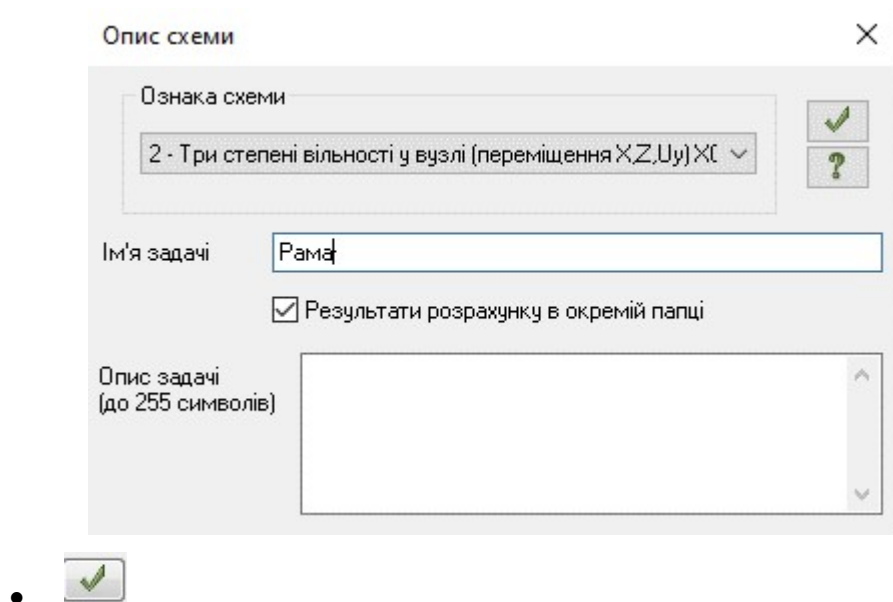 Опис схеми
Ознака схеми
2 - Три степені вільності у вузлі (переміщення X,Z,Uy) X(
Ім'я задачі
Рама
Результати розрахунку в окремій папці
Опис задачі
(до 255 символів)